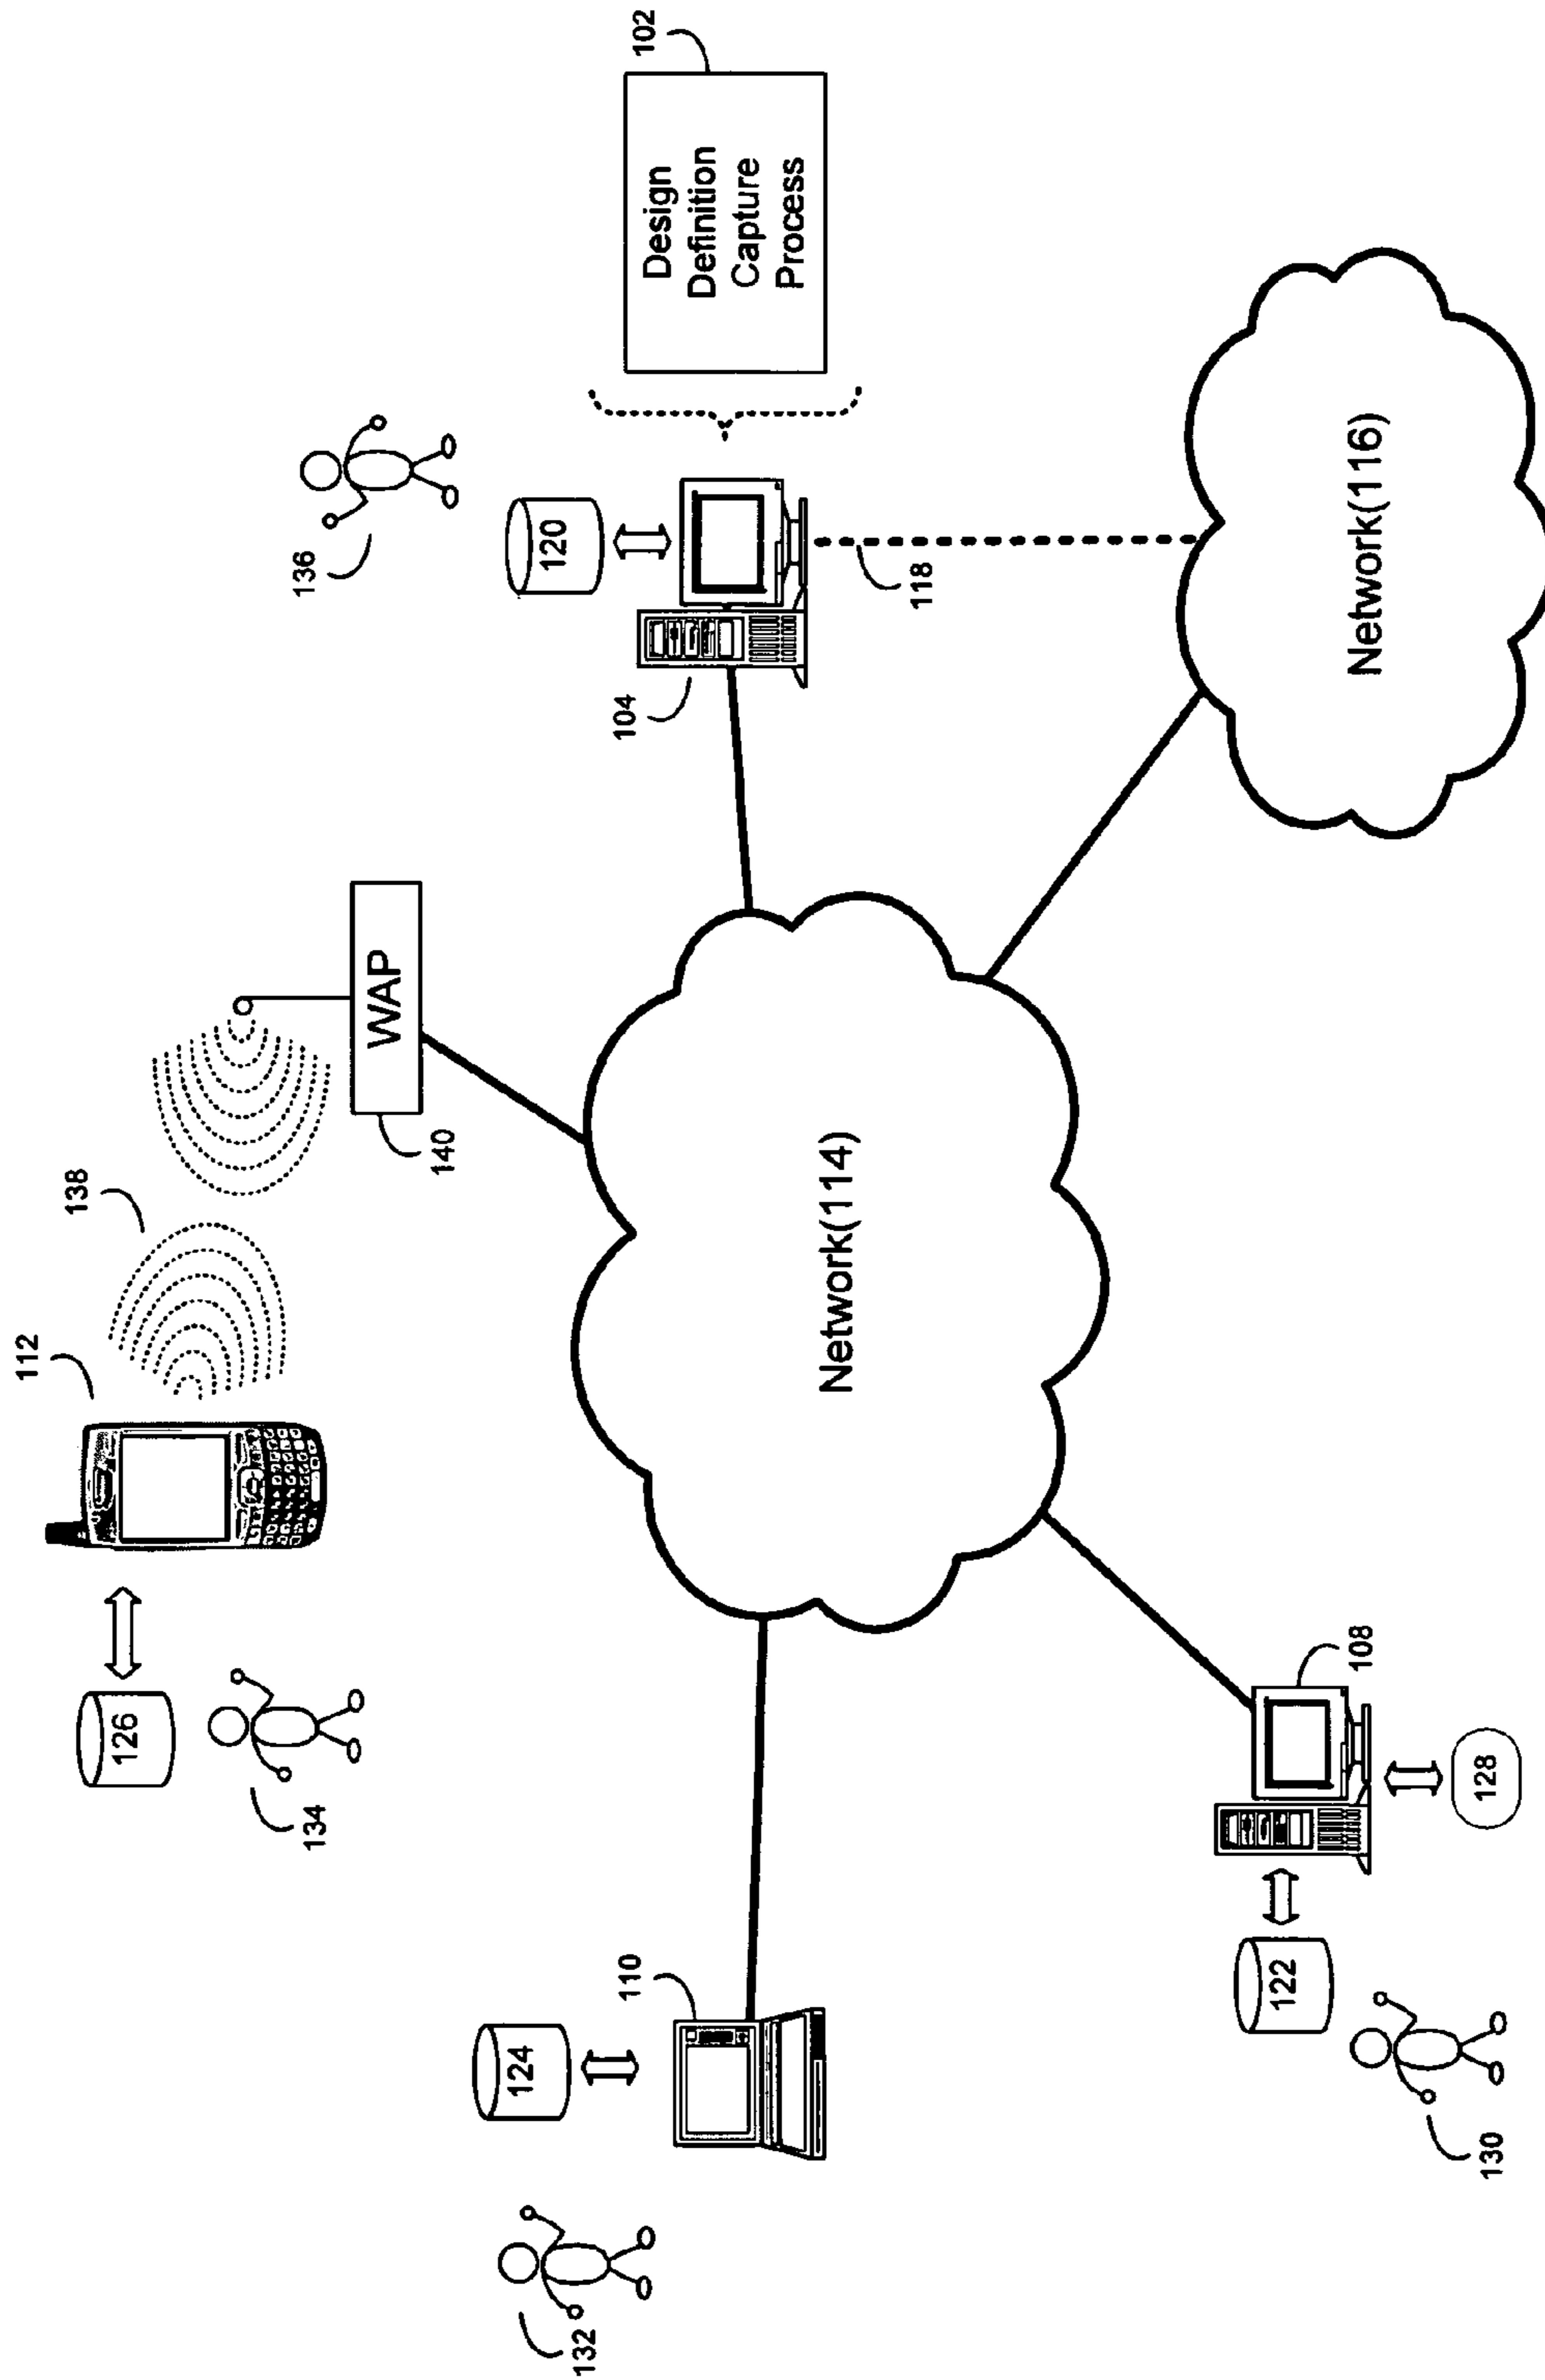 112
138
126
136
134
WAP
140
124
120
132
104
110
102
Design
Definition
Capture
Process
Network(114)
118
122
108
Network(116)
128
130